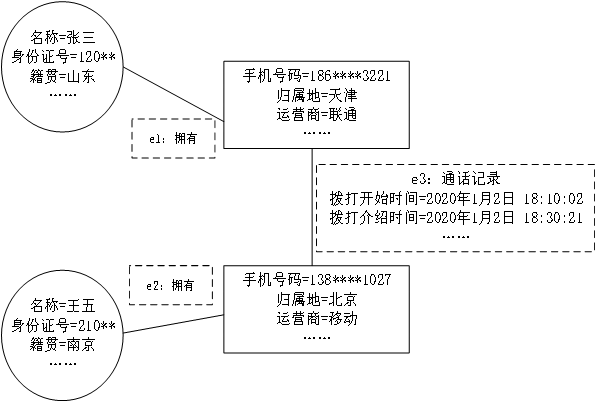 名称=张三
身份证号=120**
籍贯=山东
……
手机号码=186****3221
归属地=天津
运营商=联通
……
e1: 拥有
e3: 通话记录
拨打开始时间=2020年1月2日 18:10:02
拨打介绍时间=2020年1月2日 18:30:21
……
e2: 拥有
手机号码=138****1027
归属地=北京
运营商=移动
……
名称=王五
身份证号=210**
籍贯=南京
……